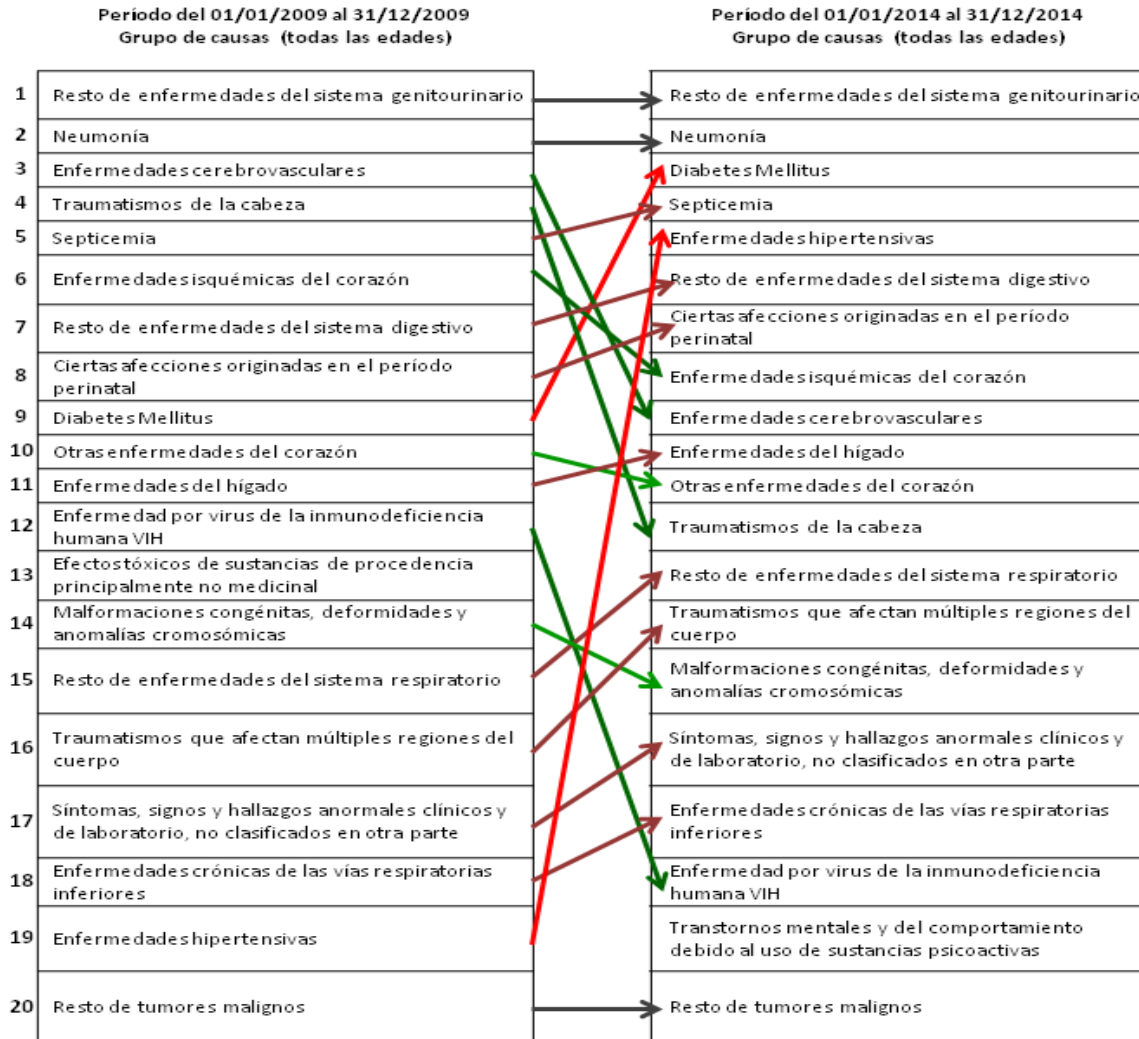 Período del 01/01/2009 al 31/12/2009
Grupo de causas (todas las edades)
1 Resto de enfermedades del sistema genitourinario
2 Neumonía
3 Enfermedades cerebrovasculares
4 Traumatismos de la cabeza
5 Septicemia
6 Enfermedades isquémicas del corazón
7 Resto de enfermedades del sistema digestivo
8 Ciertas afecciones originadas en el período
perinatal
9 Diabetes Mellitus
10 Otras enfermedades del corazón
11 Enfermedades del hígado
12 Enfermedad por virus de la inmunodeficiencia
humana VIH
13 Efectos tóxicos de sustancias de procedencia
principalmente no medicinal
14 Malformaciones congénitas, deformidades y
anomalías cromosómicas
15 Resto de enfermedades del sistema respiratorio
16 Traumatismos que afectan múltiples regiones del
cuerpo
17 Síntomas, signos y hallazgos anormales clínicos y
de laboratorio, no clasificados en otra parte
18 Enfermedades crónicas de las vías respiratorias
inferiores
19 Enfermedades hipertensivas
20 Resto de tumores malignos
Período del 01/01/2014 al 31/12/2014
Grupo de causas (todas las edades)
Resto de enfermedades del sistema genitourinario
Neumonía
Diabetes Mellitus
Septicemia
Enfermedades hipertensivas
Resto de enfermedades del sistema digestivo
Ciertas afecciones originadas en el período
perinatal
Enfermedades isquémicas del corazón
Enfermedades cerebrovasculares
Enfermedades del hígado
Otras enfermedades del corazón
Traumatismos de la cabeza
Resto de enfermedades del sistema respiratorio
Traumatismos que afectan múltiples regiones del
cuerpo
Malformaciones congénitas, deformidades y
anomalías cromosómicas
Síntomas, signos y hallazgos anormales clínicos y
de laboratorio, no clasificados en otra parte
Enfermedades crónicas de las vías respiratorias
inferiores
Enfermedad por virus de la inmunodeficiencia
humana VIH
Transtornos mentales y del comportamiento
debido al uso de sustancias psicoactivas
Resto de tumores malignos